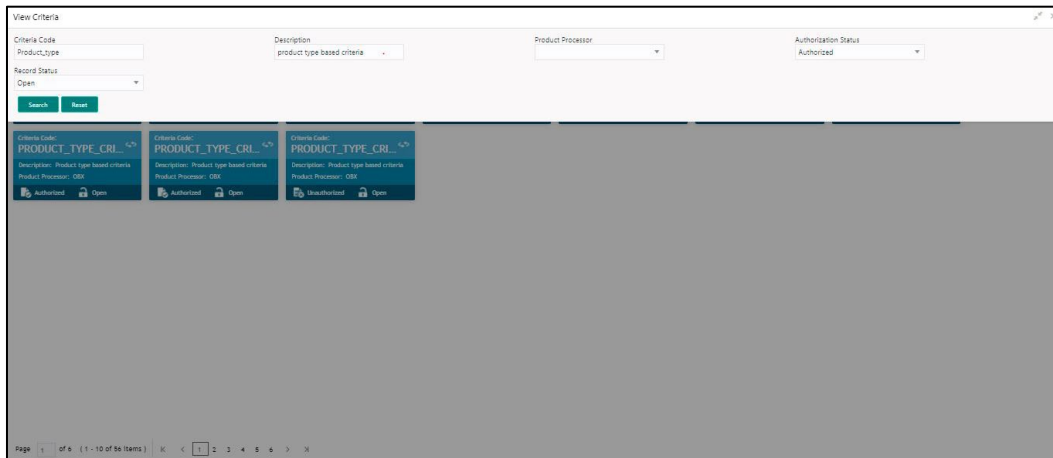 View Criteria
Criteria Code
Description
Product Processor
Authorization Status
Product_type
product type based criteria
Authorized
Record Status
Open
Search Reset
Criteria Code:
PRODUCT_TYPE_CRI...
Description: Product type based criteria
Product Processor: OBX
Authorized Open
Criteria Code:
PRODUCT_TYPE_CRI...
Description: Product type based criteria
Product Processor: OBX
Authorized Open
Criteria Code:
PRODUCT_TYPE_CRI...
Description: Product type based criteria
Product Processor: OBX
Unauthorized Open
Page 1 of 6 ( 1 - 10 of 56 items ) 1 2 3 4 5 6